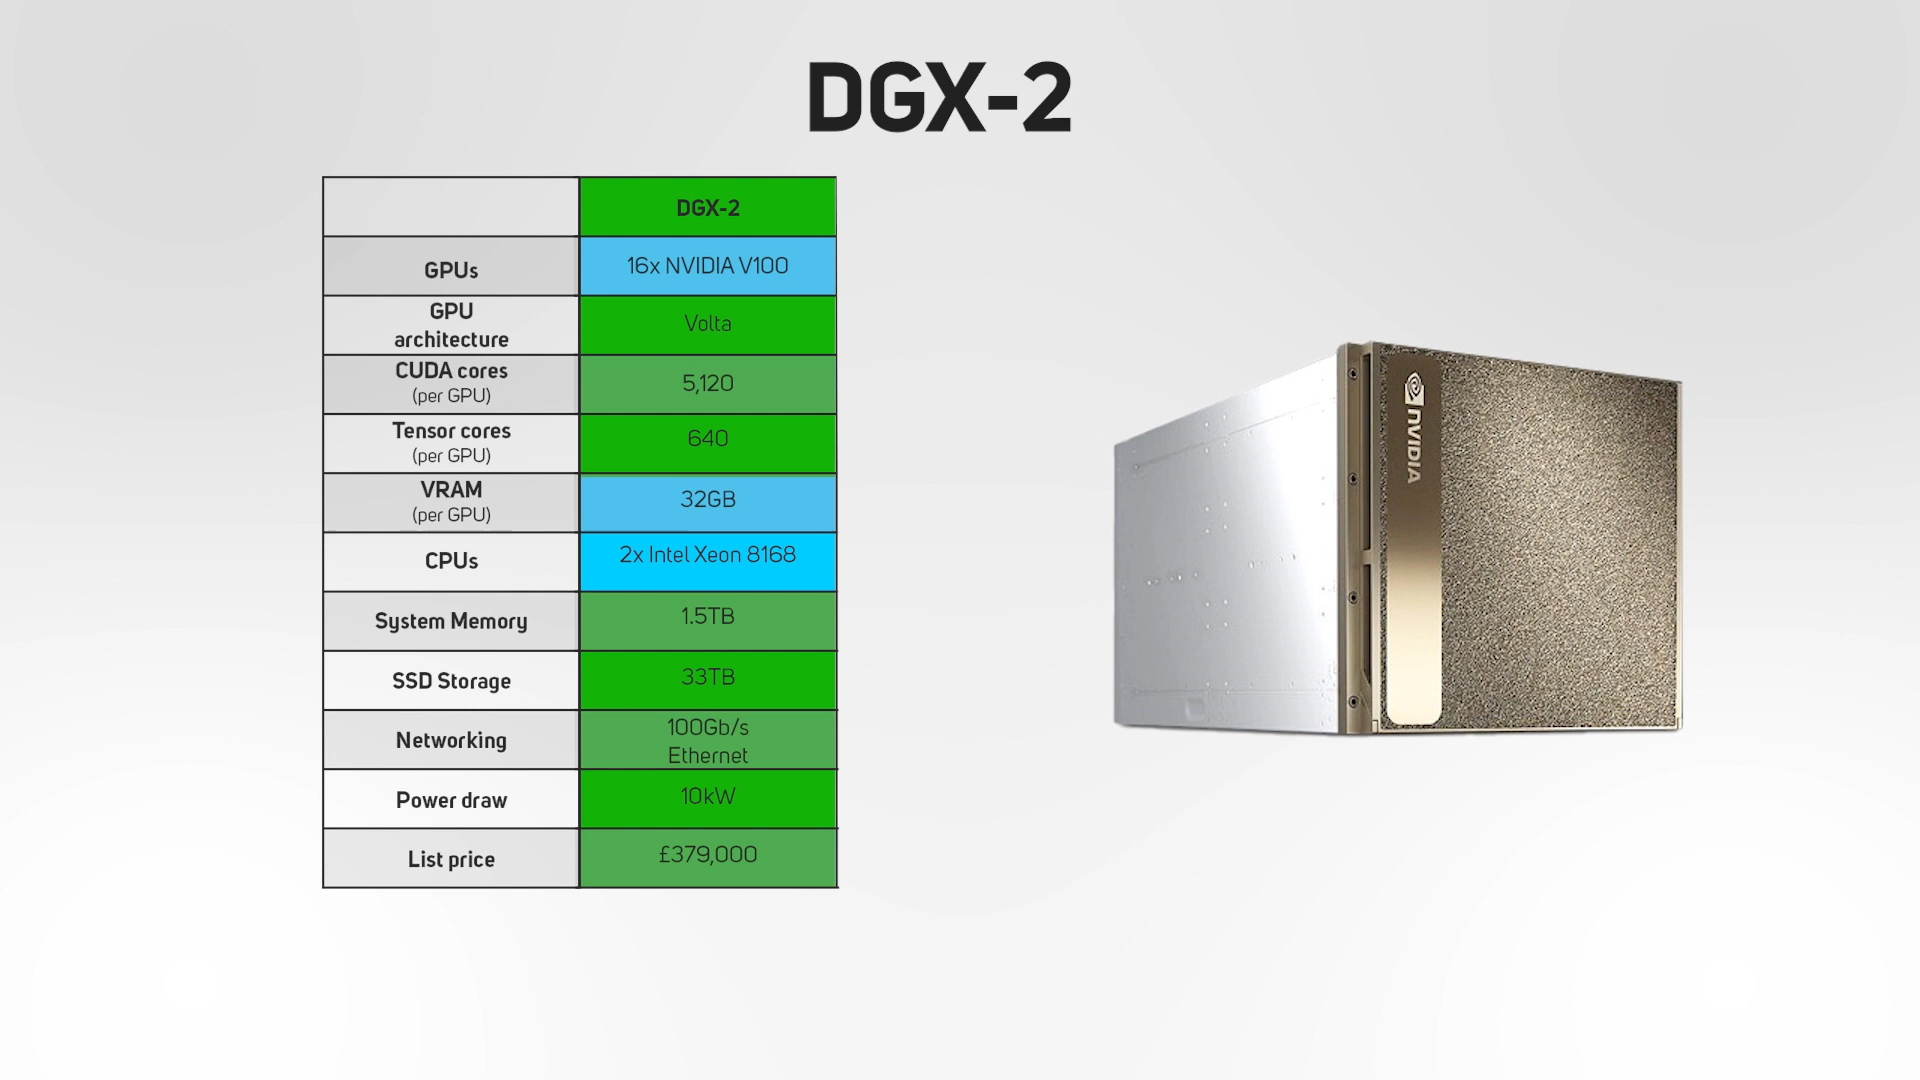 DGX-2
DGX-2
GPUs
16x NVIDIA V100
GPU
architecture
Volta
CUDA cores
(per GPU)
5,120
Tensor cores
(per GPU)
640
VRAM
(per GPU)
32GB
CPUs
2x Intel Xeon 8168
System Memory
1.5TB
SSD Storage
33TB
Networking
100Gb/s
Ethernet
Power draw
10kW
List price
£379,000
NVIDIA